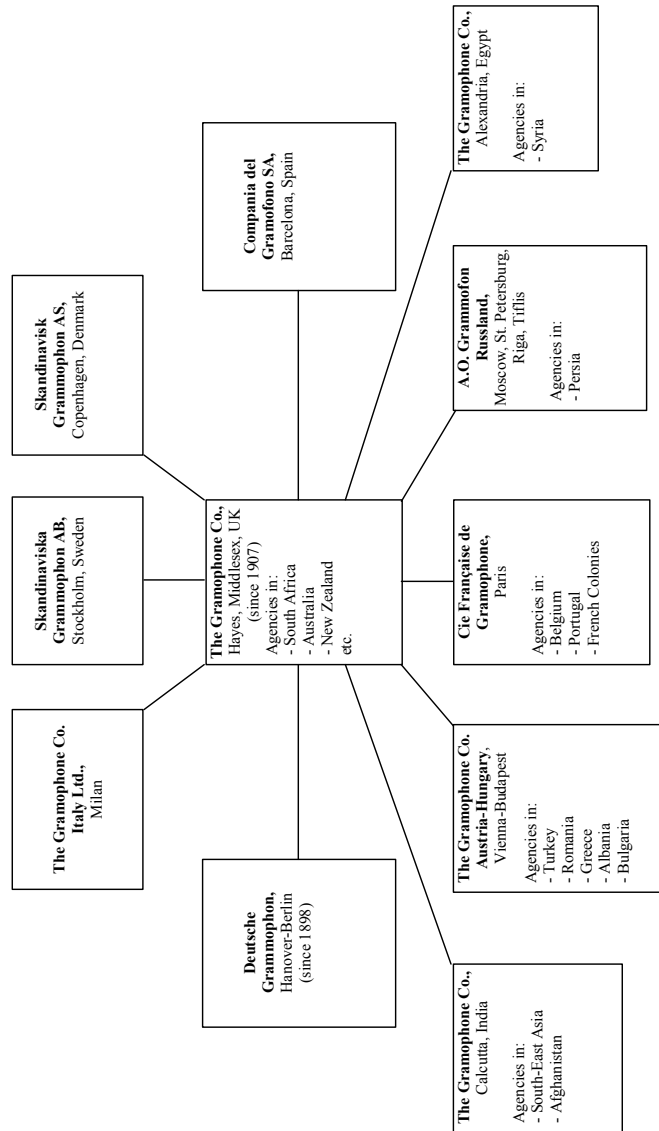 The Gramophone Co.
Italy Ltd.,
Milan
Skandinaviska
Grammophon AB,
Stockholm, Sweden
Skandinavisk
Grammophon AS,
Copenhagen, Denmark
Deutsche
Grammophon,
Hanover-Berlin
(since 1898)
The Gramophone Co.,
Hayes, Middlesex, UK
(since 1907)
Agencies in:
- South Africa
- Australia
- New Zealand
etc.
Compania del
Gramofono SA,
Barcelona, Spain
The Gramophone Co.,
Calcutta, India
Agencies in:
- South-East Asia
- Afghanistan
The Gramophone Co.
Austria-Hungary,
Vienna-Budapest
Agencies in:
- Turkey
- Romania
- Greece
- Albania
- Bulgaria
Cie Française de
Gramophone,
Paris
Agencies in:
- Belgium
- Portugal
- French Colonies
A.O. Grammofon
Russland,
Moscow, St. Petersburg,
Riga, Tiflis
Agencies in:
- Persia
The Gramophone Co.,
Alexandria, Egypt
Agencies in:
- Syria